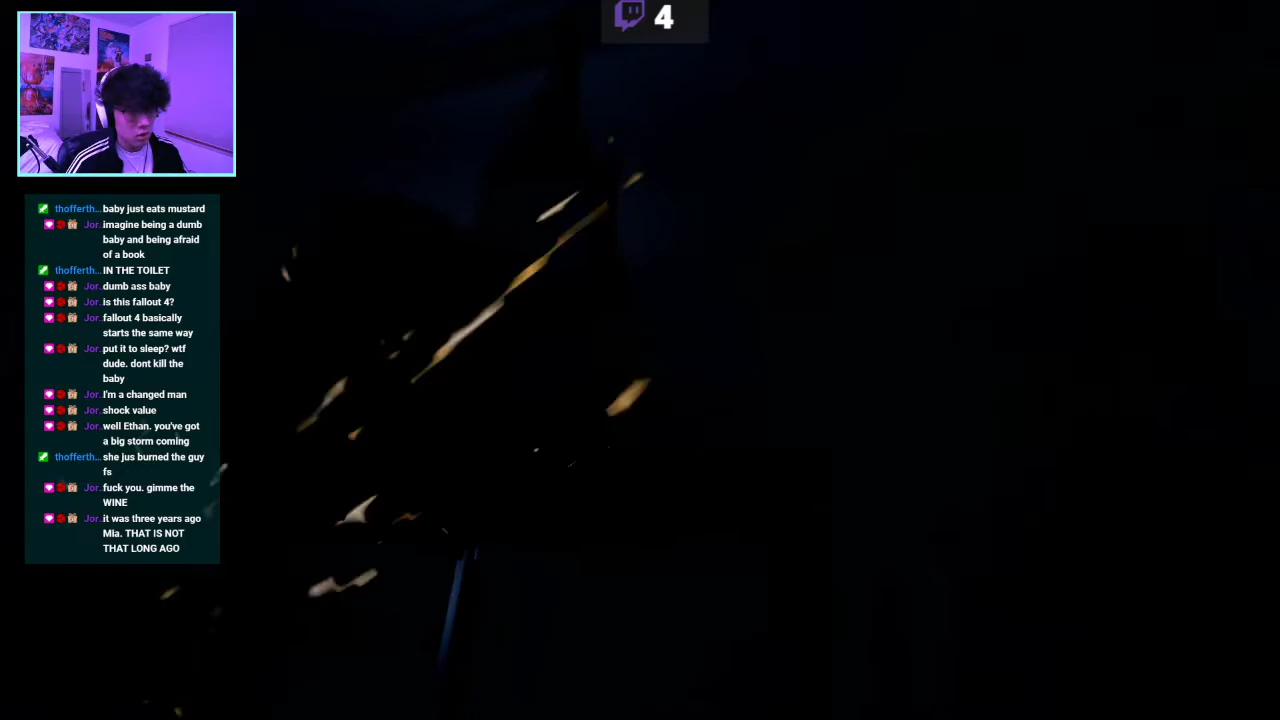 4
thofferth... baby just eats mustard
Jor... imagine being a dumb
baby and being afraid
of a book
thofferth... IN THE TOILET
Jor... dumb ass baby
Jor... is this fallout 4?
Jor... fallout 4 basically
starts the same way
Jor... put it to sleep? wtf
dude. dont kill the
baby
Jor... I'm a changed man
Jor... shock value
Jor... well Ethan. you've got
a big storm coming
thofferth... she jus burned the guy
fs
Jor... fuck you. gimme the
WINE
Jor... it was three years ago
Mia. THAT IS NOT
THAT LONG AGO